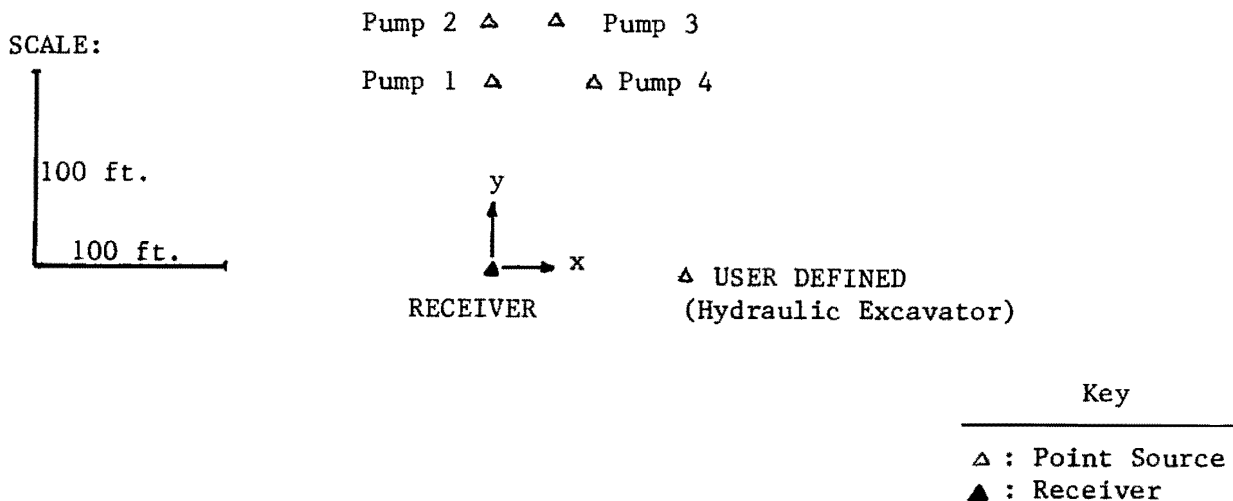 Pump 2
Pump 3
SCALE:
Pump 1
Pump 4
100 ft.
y
100 ft.
x
USER DEFINED
RECEIVER
(Hydraulic Excavator)
Key
: Point Source
: Receiver